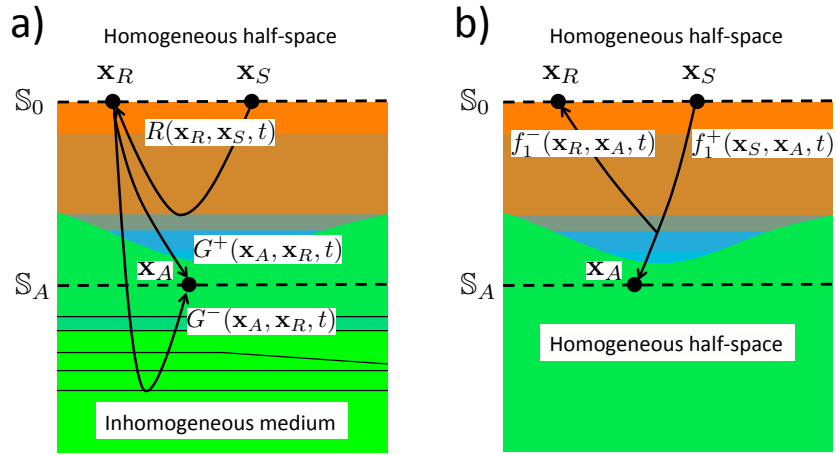 a)
Homogeneous half-space
x_R
x_S
𝕊_0
R(x_R, x_S, t)
G^+(x_A, x_R, t)
x_A
𝕊_A
G^-(x_A, x_R, t)
Inhomogeneous medium
b)
Homogeneous half-space
x_R
x_S
𝕊_0
f_1^-(x_R, x_A, t)
f_1^+(x_S, x_A, t)
x_A
𝕊_A
Homogeneous half-space